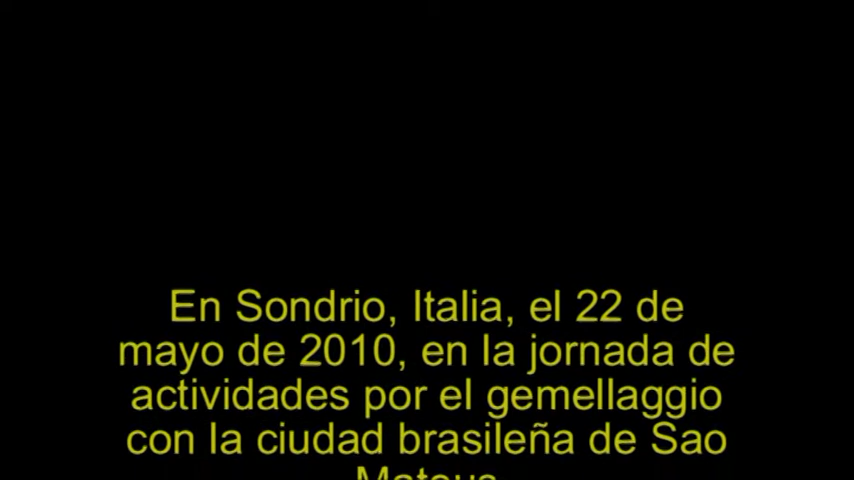 En Sondrio, Italia, el 22 de
mayo de 2010, en la jornada de
actividades por el gemellaggio
con la ciudad brasileña de Sao
Mateus